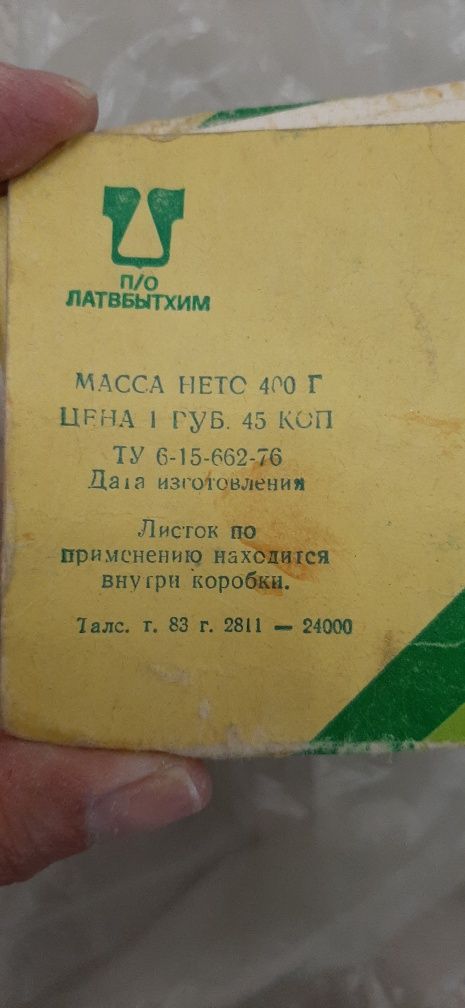 П/О
ЛАТВБЫТХИМ
МАССА НЕТО 400 Г
ЦЕНА 1 РУБ. 45 КОП
ТУ 6-15-662-76
Дата изготовления
Листок по
применению находится
внутри коробки.
Талс. т. 83 г. 2811 — 24000